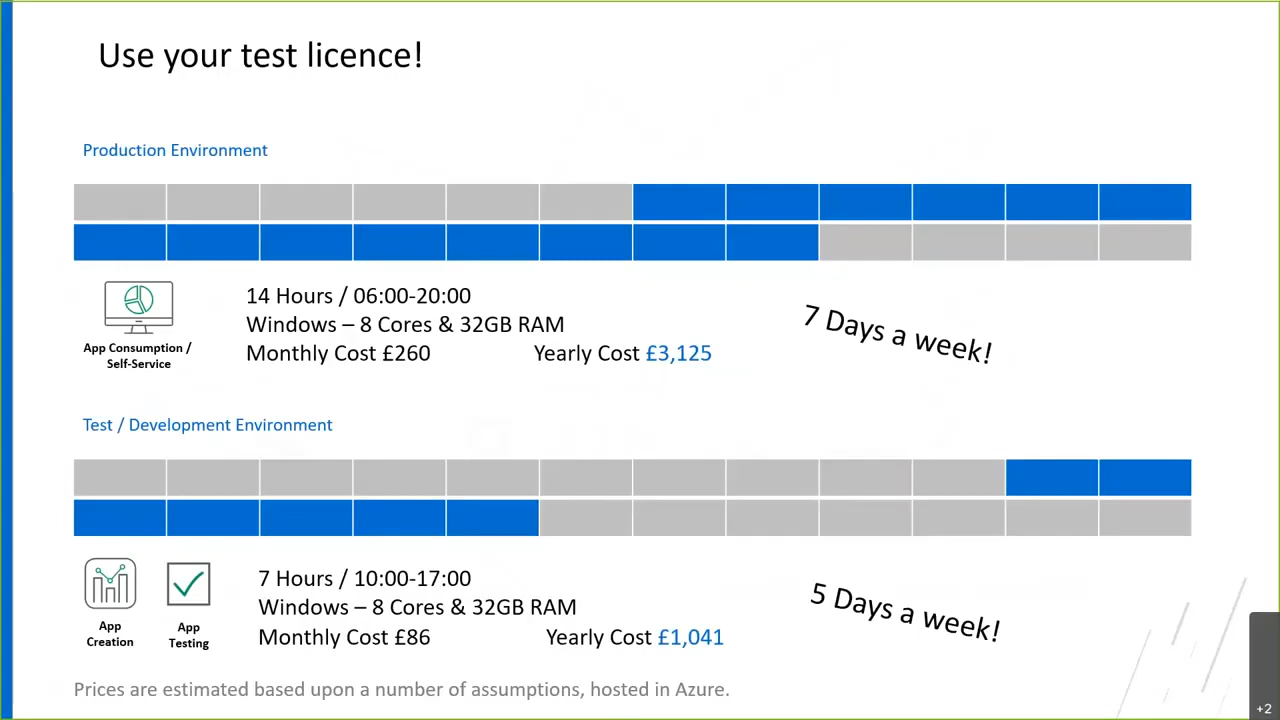 Use your test licence!
Production Environment
App Consumption /
Self-Service
14 Hours / 06:00-20:00
Windows – 8 Cores & 32GB RAM
Monthly Cost £260 Yearly Cost £3,125
7 Days a week!
Test / Development Environment
App
Creation
App
Testing
7 Hours / 10:00-17:00
Windows – 8 Cores & 32GB RAM
Monthly Cost £86 Yearly Cost £1,041
5 Days a week!
Prices are estimated based upon a number of assumptions, hosted in Azure.
+2